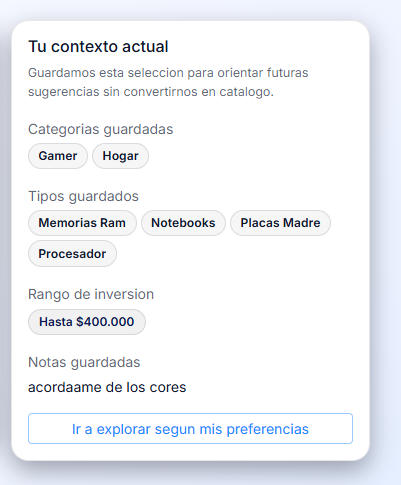 Tu contexto actual
Guardamos esta seleccion para orientar futuras
sugerencias sin convertirnos en catalogo.
Categorias guardadas
Gamer Hogar
Tipos guardados
Memorias Ram Notebooks Placas Madre
Procesador
Rango de inversion
Hasta $400.000
Notas guardadas
acordaame de los cores
Ir a explorar segun mis preferencias